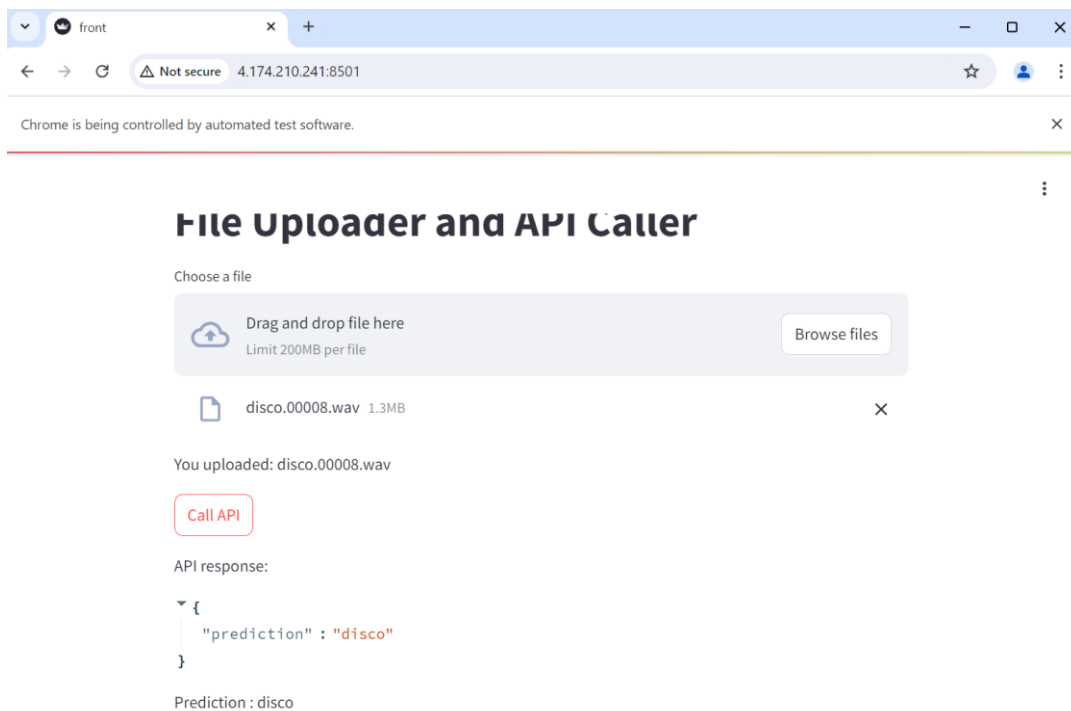 front
Not secure 4.174.210.241:8501
Chrome is being controlled by automated test software.
File Uploader and API Caller
Choose a file
Drag and drop file here
Limit 200MB per file
Browse files
disco.00008.wav 1.3MB
You uploaded: disco.00008.wav
Call API
API response:
{
"prediction" : "disco"
}
Prediction : disco